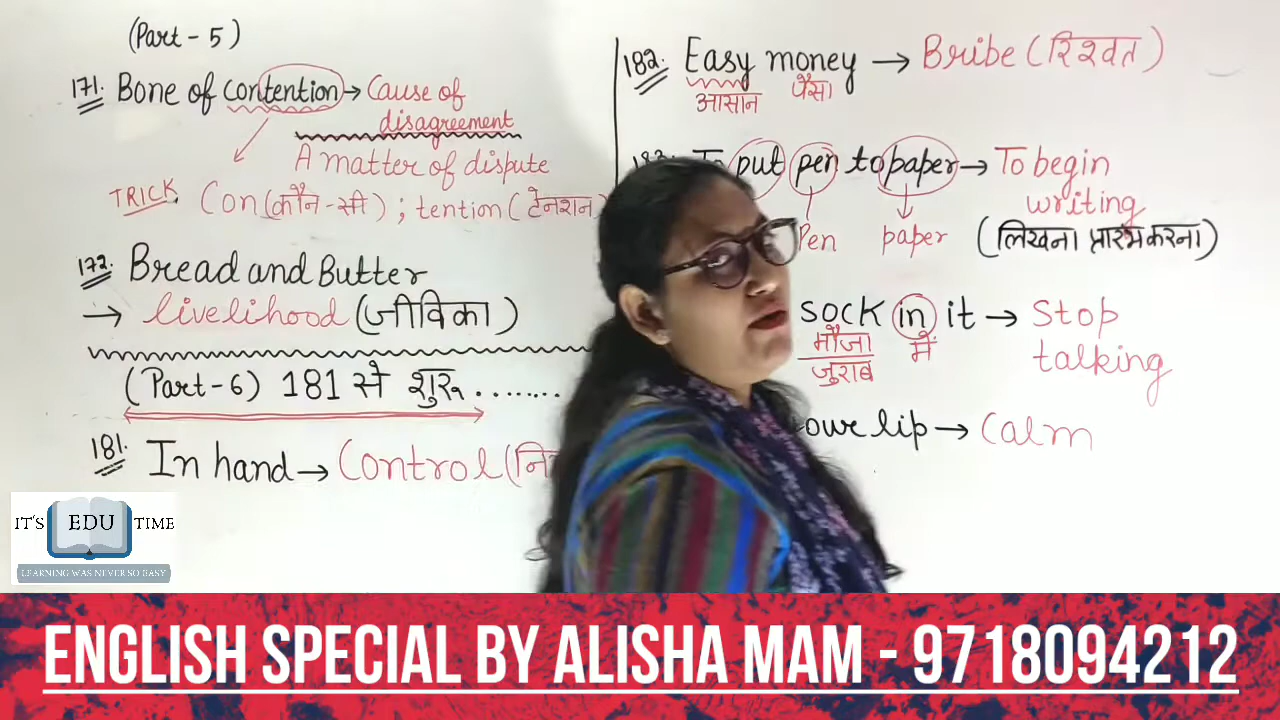 (Part - 5)
171. Bone of contention → Cause of
disagreement
A matter of dispute
TRICK. Con (कौन-सी) ; tention (टेनशन)
172. Bread and Butter
→ livelihood (जीविका)
(Part-6) 181 से शुरू ........
181. In hand → Control (
182. Easy money → Bribe (रिश्वत)
आसान पैसा
put pen to paper → To begin
writing
Pen paper (लिखना प्रारंभ करना)
sock in it → Stop
talking
मौजा में
जुराब
lip → Calm
IT'S EDU TIME
LEARNING WAS NEVER SO EASY
ENGLISH SPECIAL BY ALISHA MAM - 9718094212